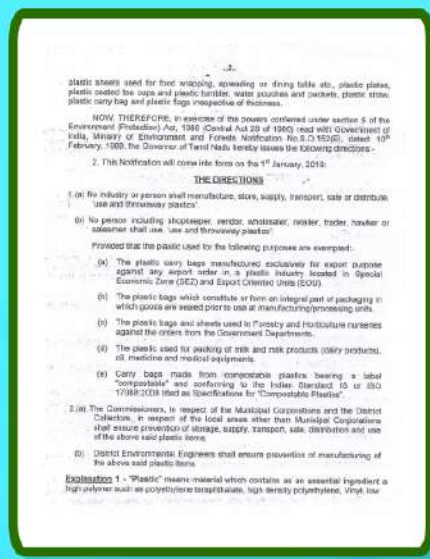 ..2..
plastic sheets used for food wrapping, spreading on dining table etc., plastic plates,
plastic coated tea cups and plastic tumbler, water pouches and packets, plastic straw,
plastic carry bag and plastic flags irrespective of thickness.
NOW, THEREFORE, in exercise of the powers conferred under section 5 of the
Environment (Protection) Act, 1986 (Central Act 29 of 1986) read with Government of
India, Ministry of Environment and Forests Notification No.S.O.152(E), dated 10th
February, 1988, the Governor of Tamil Nadu hereby issues the following directions:-
2. This Notification will come into force on the 1st January, 2019:
THE DIRECTIONS
1.(a) No industry or person shall manufacture, store, supply, transport, sale or distribute
'use and throwaway plastics'.
(b) No person including shopkeeper, vendor, wholesaler, retailer, trader, hawker or
salesmen shall use, 'use and throwaway plastics'
Provided that the plastic used for the following purposes are exempted:-
(a) The plastic carry bags manufactured exclusively for export purpose
against any export order in a plastic industry located in Special
Economic Zone (SEZ) and Export Oriented Units (EOU).
(b) The plastic bags which constitute or form an integral part of packaging in
which goods are sealed prior to use at manufacturing/processing units.
(c) The plastic bags and sheets used in Forestry and Horticulture nurseries
against the orders from the Government Departments.
(d) The plastic used for packing of milk and milk products (dairy products),
oil, medicine and medical equipments.
(e) Carry bags made from compostable plastics bearing a label
"compostable" and conforming to the Indian Standard: IS or ISO
17088:2008 titled as Specifications for "Compostable Plastics".
2.(a) The Commissioners, in respect of the Municipal Corporations and the District
Collectors, in respect of the local areas other than Municipal Corporations
shall ensure prevention of storage, supply, transport, sale, distribution and use
of the above said plastic items;
(b) District Environmental Engineers shall ensure prevention of manufacturing of
the above said plastic items
Explanation 1 - "Plastic" means material which contains as an essential ingredient a
high polymer such as polyethylene terephthalate, high density polyethylene, Vinyl, low